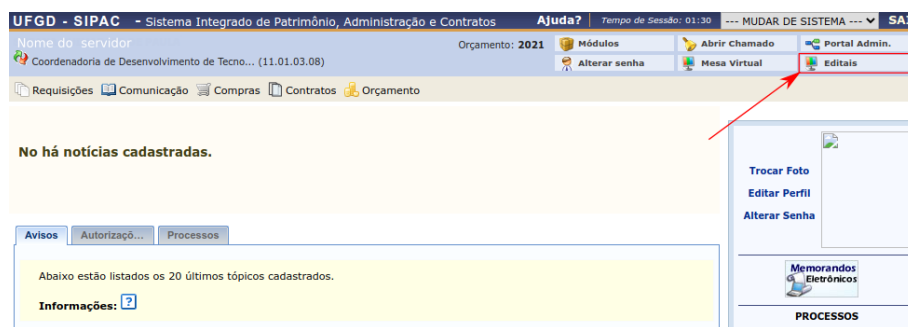 UFGD - SIPAC - Sistema Integrado de Patrimônio, Administração e Contratos Ajuda? Tempo de Sessão: 01:30 --- MUDAR DE SISTEMA --- SAI
Nome do servidor Orçamento: 2021 Módulos Abrir Chamado Portal Admin.
Coordenadoria de Desenvolvimento de Tecno... (11.01.03.08) Alterar senha Mesa Virtual Editais
Requisições Comunicação Compras Contratos Orçamento
No há notícias cadastradas.
Trocar Foto
Editar Perfil
Alterar Senha
Avisos Autorizaçõ... Processos
Abaixo estão listados os 20 últimos tópicos cadastrados.
Informações: ?
Memorandos
Eletrônicos
PROCESSOS